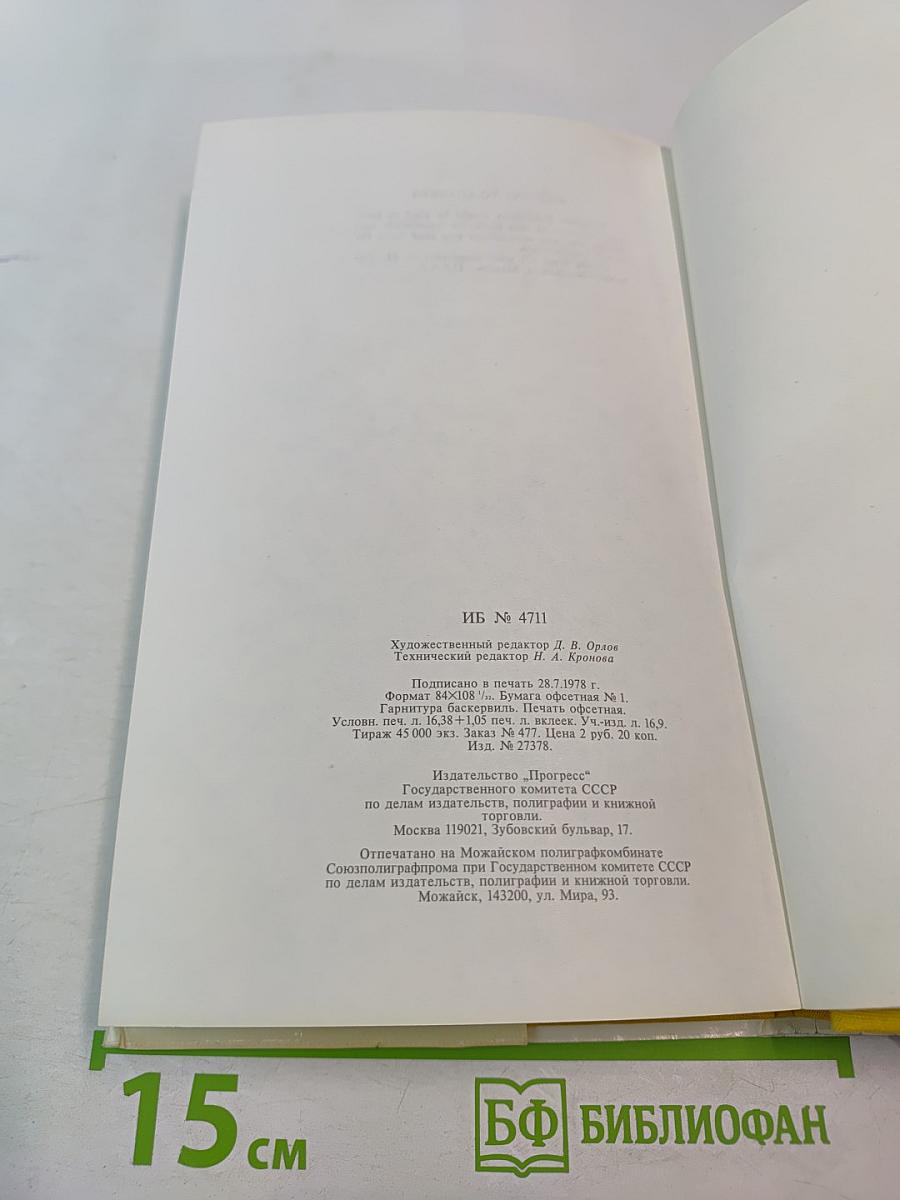 ИБ № 4711
Художественный редактор Д. В. Орлов
Технический редактор Н. А. Кронова
Подписано в печать 28.7.1978 г.
Формат 84×108 ¹/₃₂. Бумага офсетная № 1.
Гарнитура баскервиль. Печать офсетная.
Условн. печ. л. 16,38+1,05 печ. л. вклеек. Уч.-изд. л. 16,9.
Тираж 45 000 экз. Заказ № 477. Цена 2 руб. 20 коп.
Изд. № 27378.
Издательство „Прогресс“
Государственного комитета СССР
по делам издательств, полиграфии и книжной
торговли.
Москва 119021, Зубовский бульвар, 17.
Отпечатано на Можайском полиграфкомбинате
Союзполиграфпрома при Государственном комитете СССР
по делам издательств, полиграфии и книжной торговли.
Можайск, 143200, ул. Мира, 93.
15 см
БФ БИБЛИОФАН